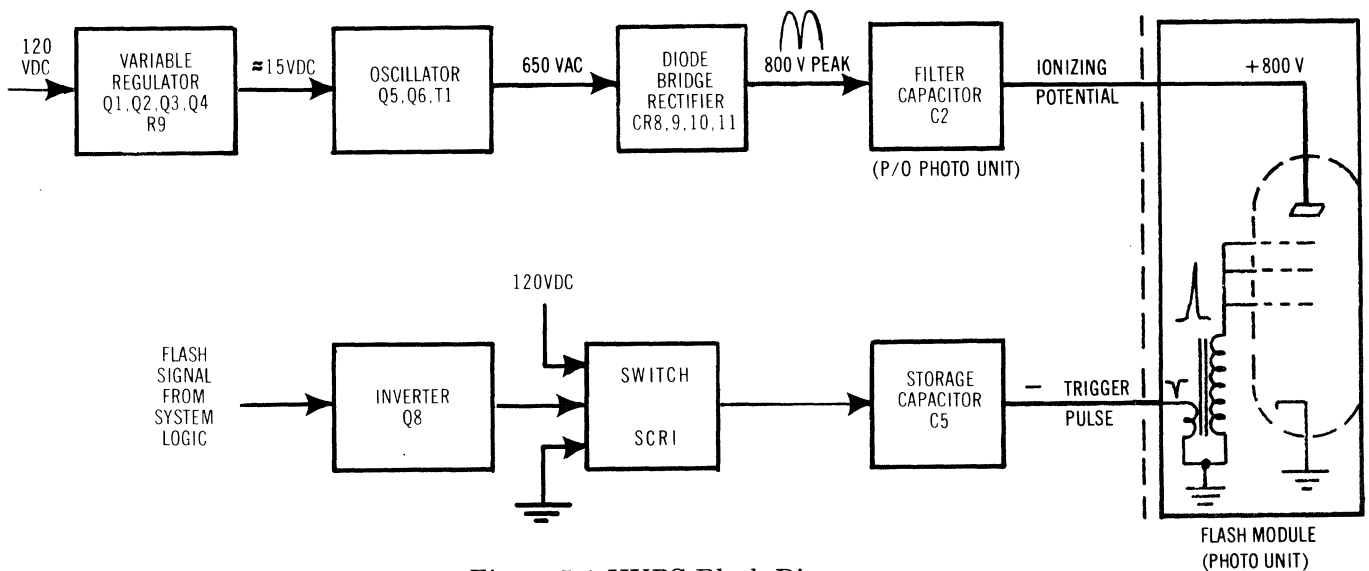 120
VDC
VARIABLE
REGULATOR
Q1,Q2,Q3,Q4
R9
≈15VDC
OSCILLATOR
Q5,Q6,T1
650 VAC
DIODE
BRIDGE
RECTIFIER
CR8,9,10,11
800 V PEAK
FILTER
CAPACITOR
C2
(P/O PHOTO UNIT)
IONIZING
POTENTIAL
+800 V
FLASH
SIGNAL
FROM
SYSTEM
LOGIC
INVERTER
Q8
120VDC
SWITCH
SCRI
STORAGE
CAPACITOR
C5
– TRIGGER
PULSE
FLASH MODULE
(PHOTO UNIT)